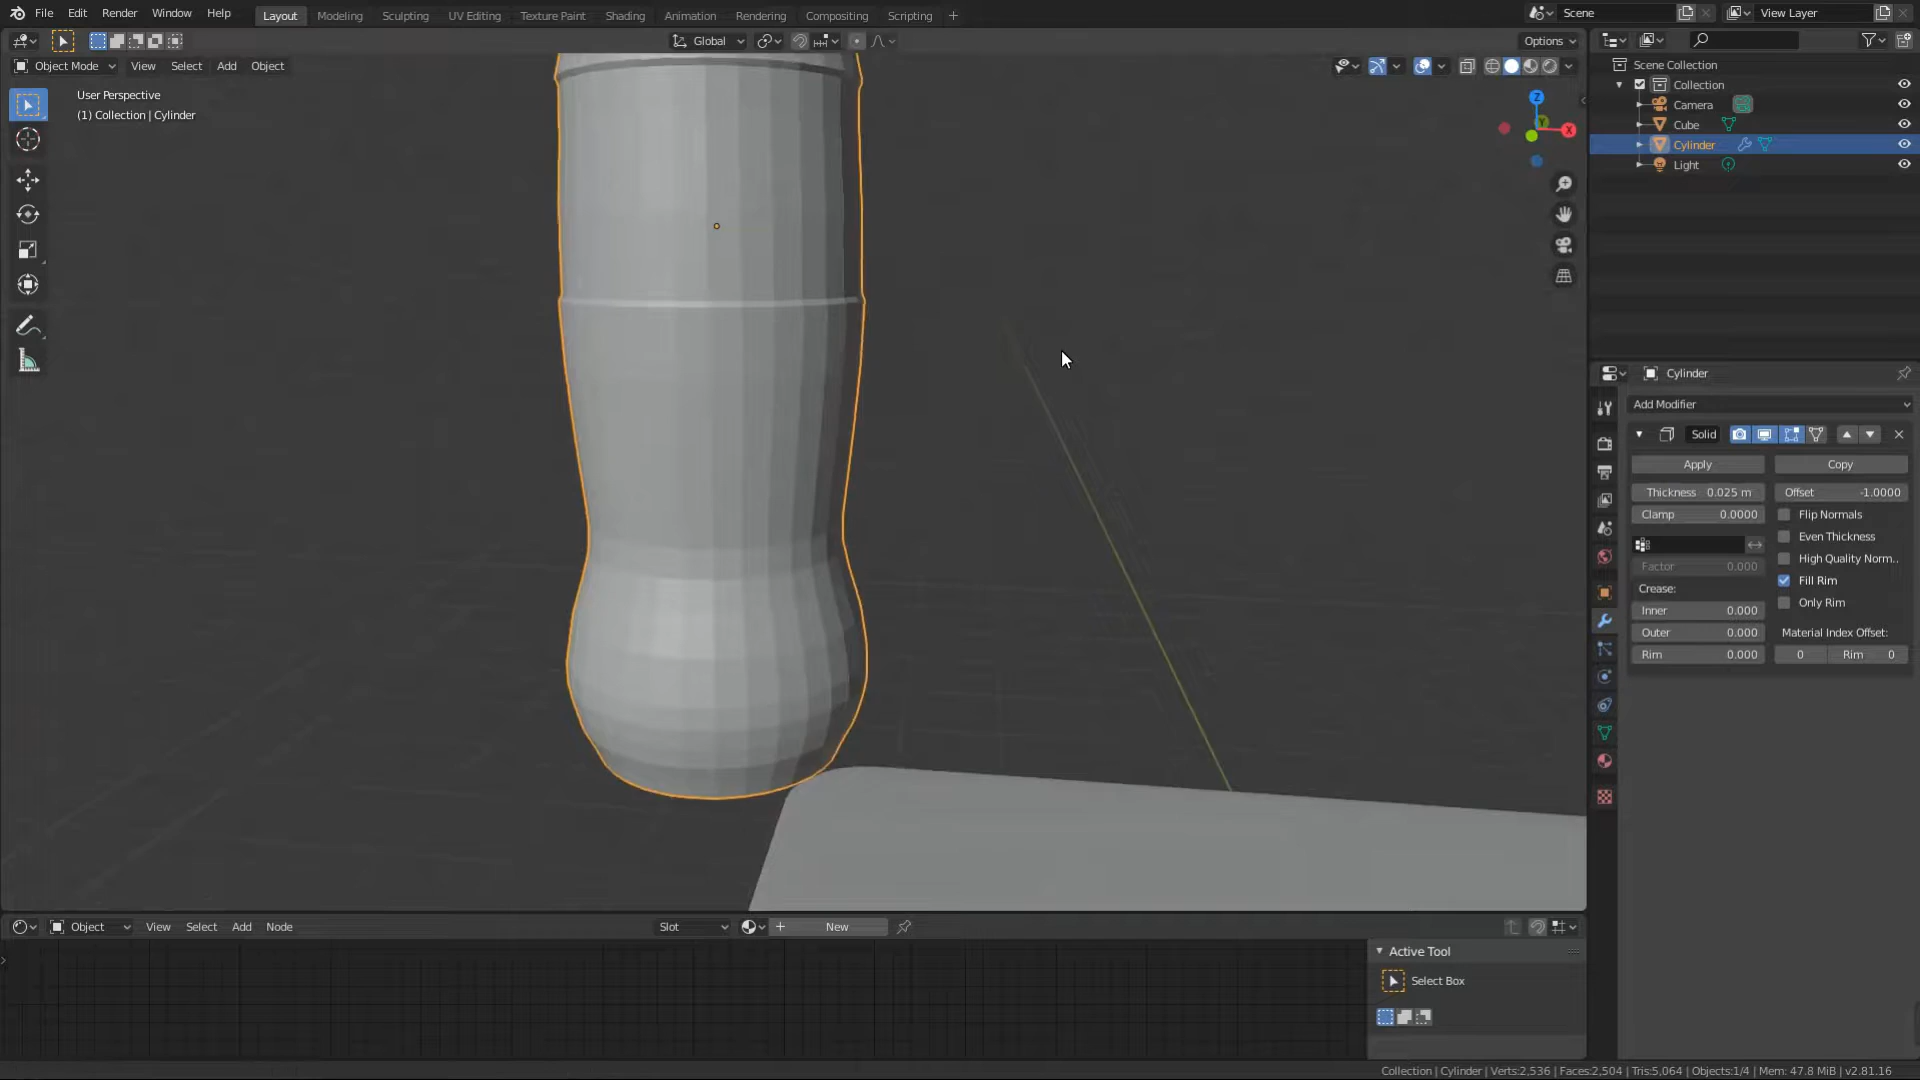 File Edit Render Window Help Layout Modeling Sculpting UV Editing Texture Paint Shading Animation Rendering Compositing Scripting + Scene View Layer
Global Options
Object Mode View Select Add Object
User Perspective
(1) Collection | Cylinder
Z
Y
X
Scene Collection
Collection
Camera
Cube
Cylinder
Light
Cylinder
Add Modifier
Solid
Apply Copy
Thickness 0.025 m Offset -1.0000
Clamp 0.0000 Flip Normals
Even Thickness
High Quality Norm..
Factor 0.000 Fill Rim
Crease: Only Rim
Inner 0.000
Outer 0.000 Material Index Offset:
Rim 0.000 0 Rim 0
Object View Select Add Node Slot + New
Active Tool
Select Box
Collection | Cylinder | Verts:2,536 | Faces:2,504 | Tris:5,064 | Objects:1/4 | Mem: 47.8 MiB | v2.81.16